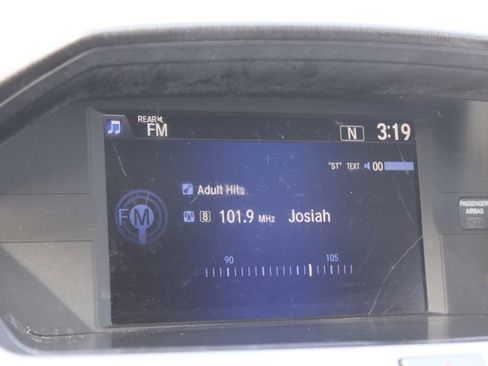 REAR
FM
N 3:19
"ST" TEXT 00
Adult Hits
FM
8 101.9 MHz Josiah
90 105
PASSENGER
AIRBAG